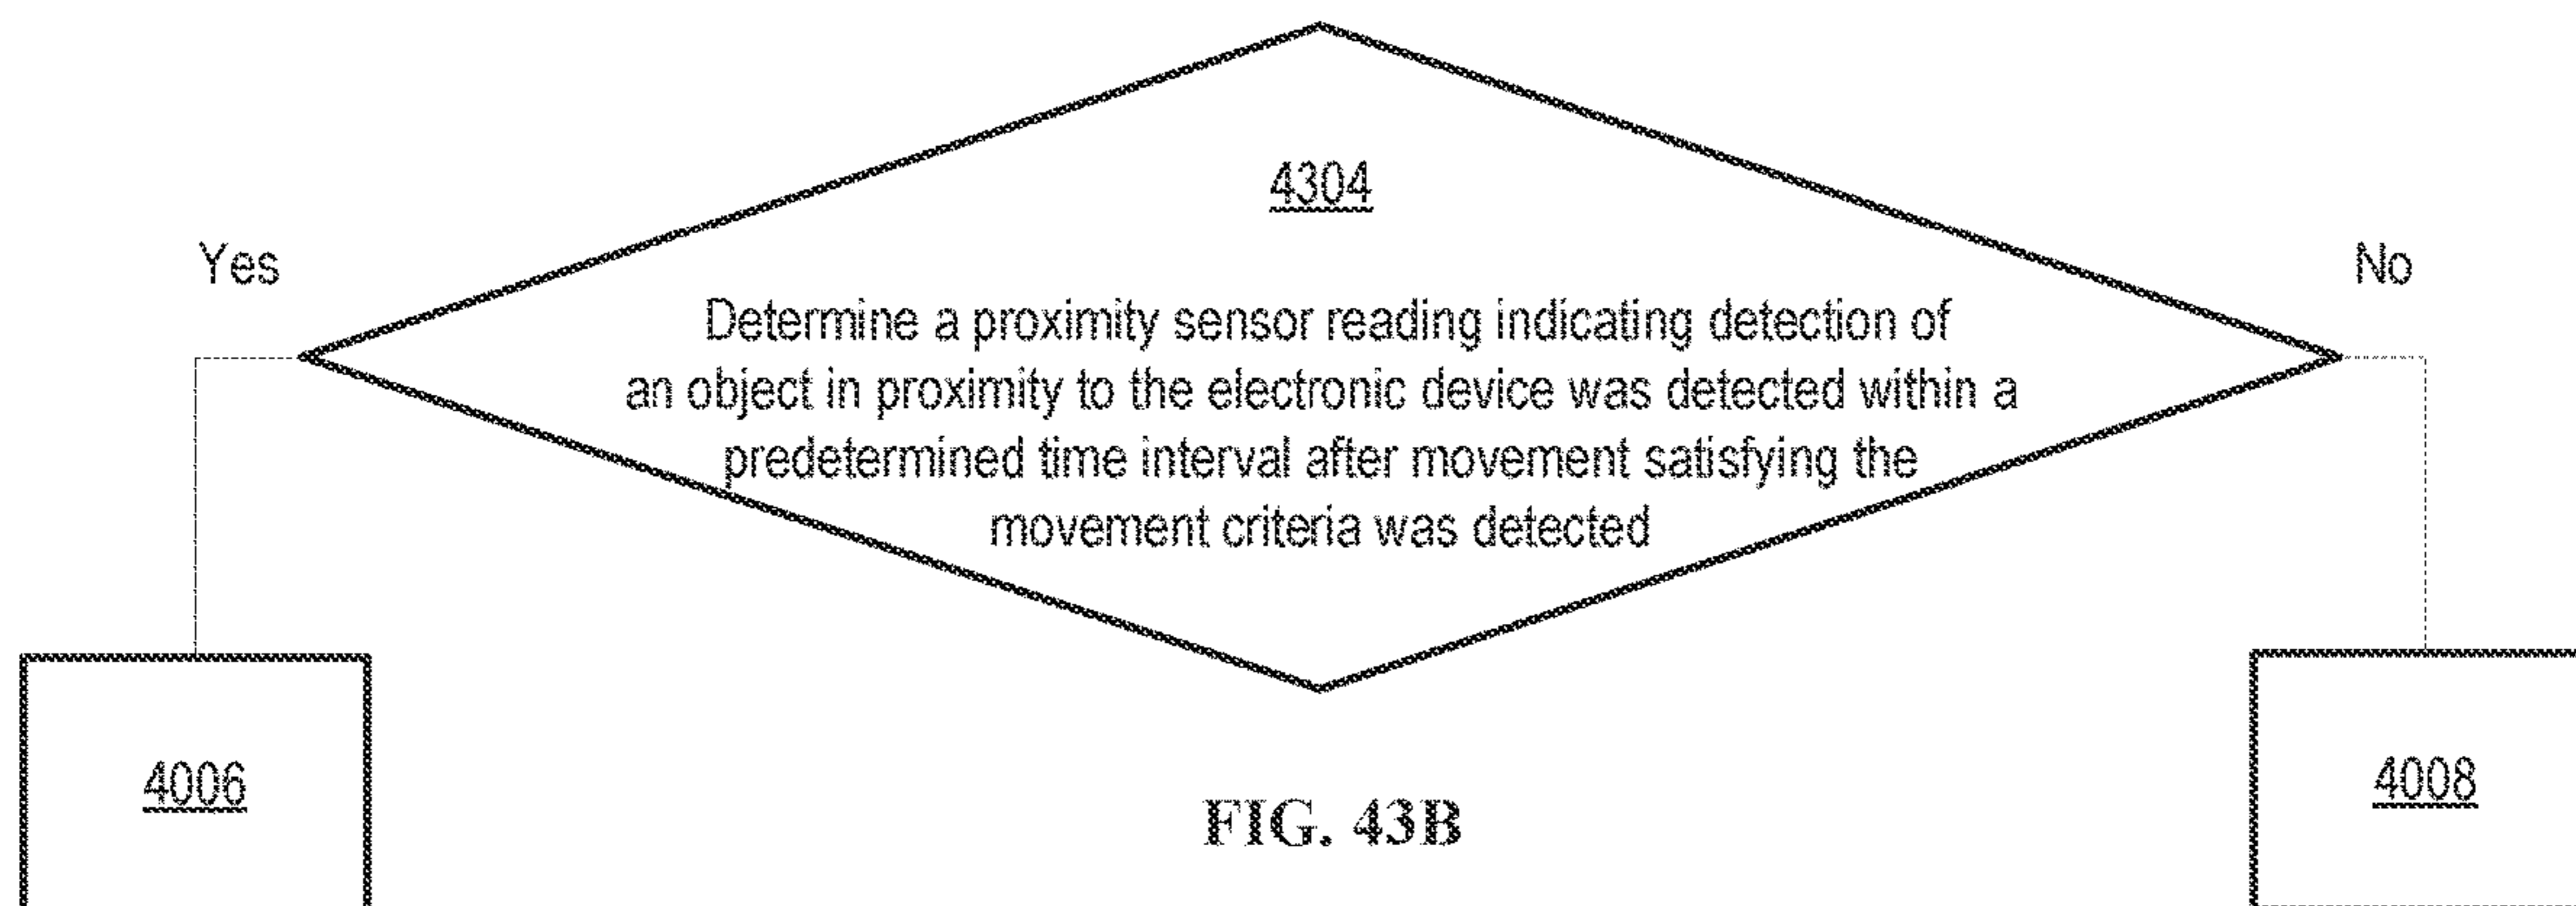 4304
Yes
No
Determine a proximity sensor reading indicating detection of
an object in proximity to the electronic device was detected within a
predetermined time interval after movement satisfying the
movement criteria was detected
4006
4008
FIG. 43B